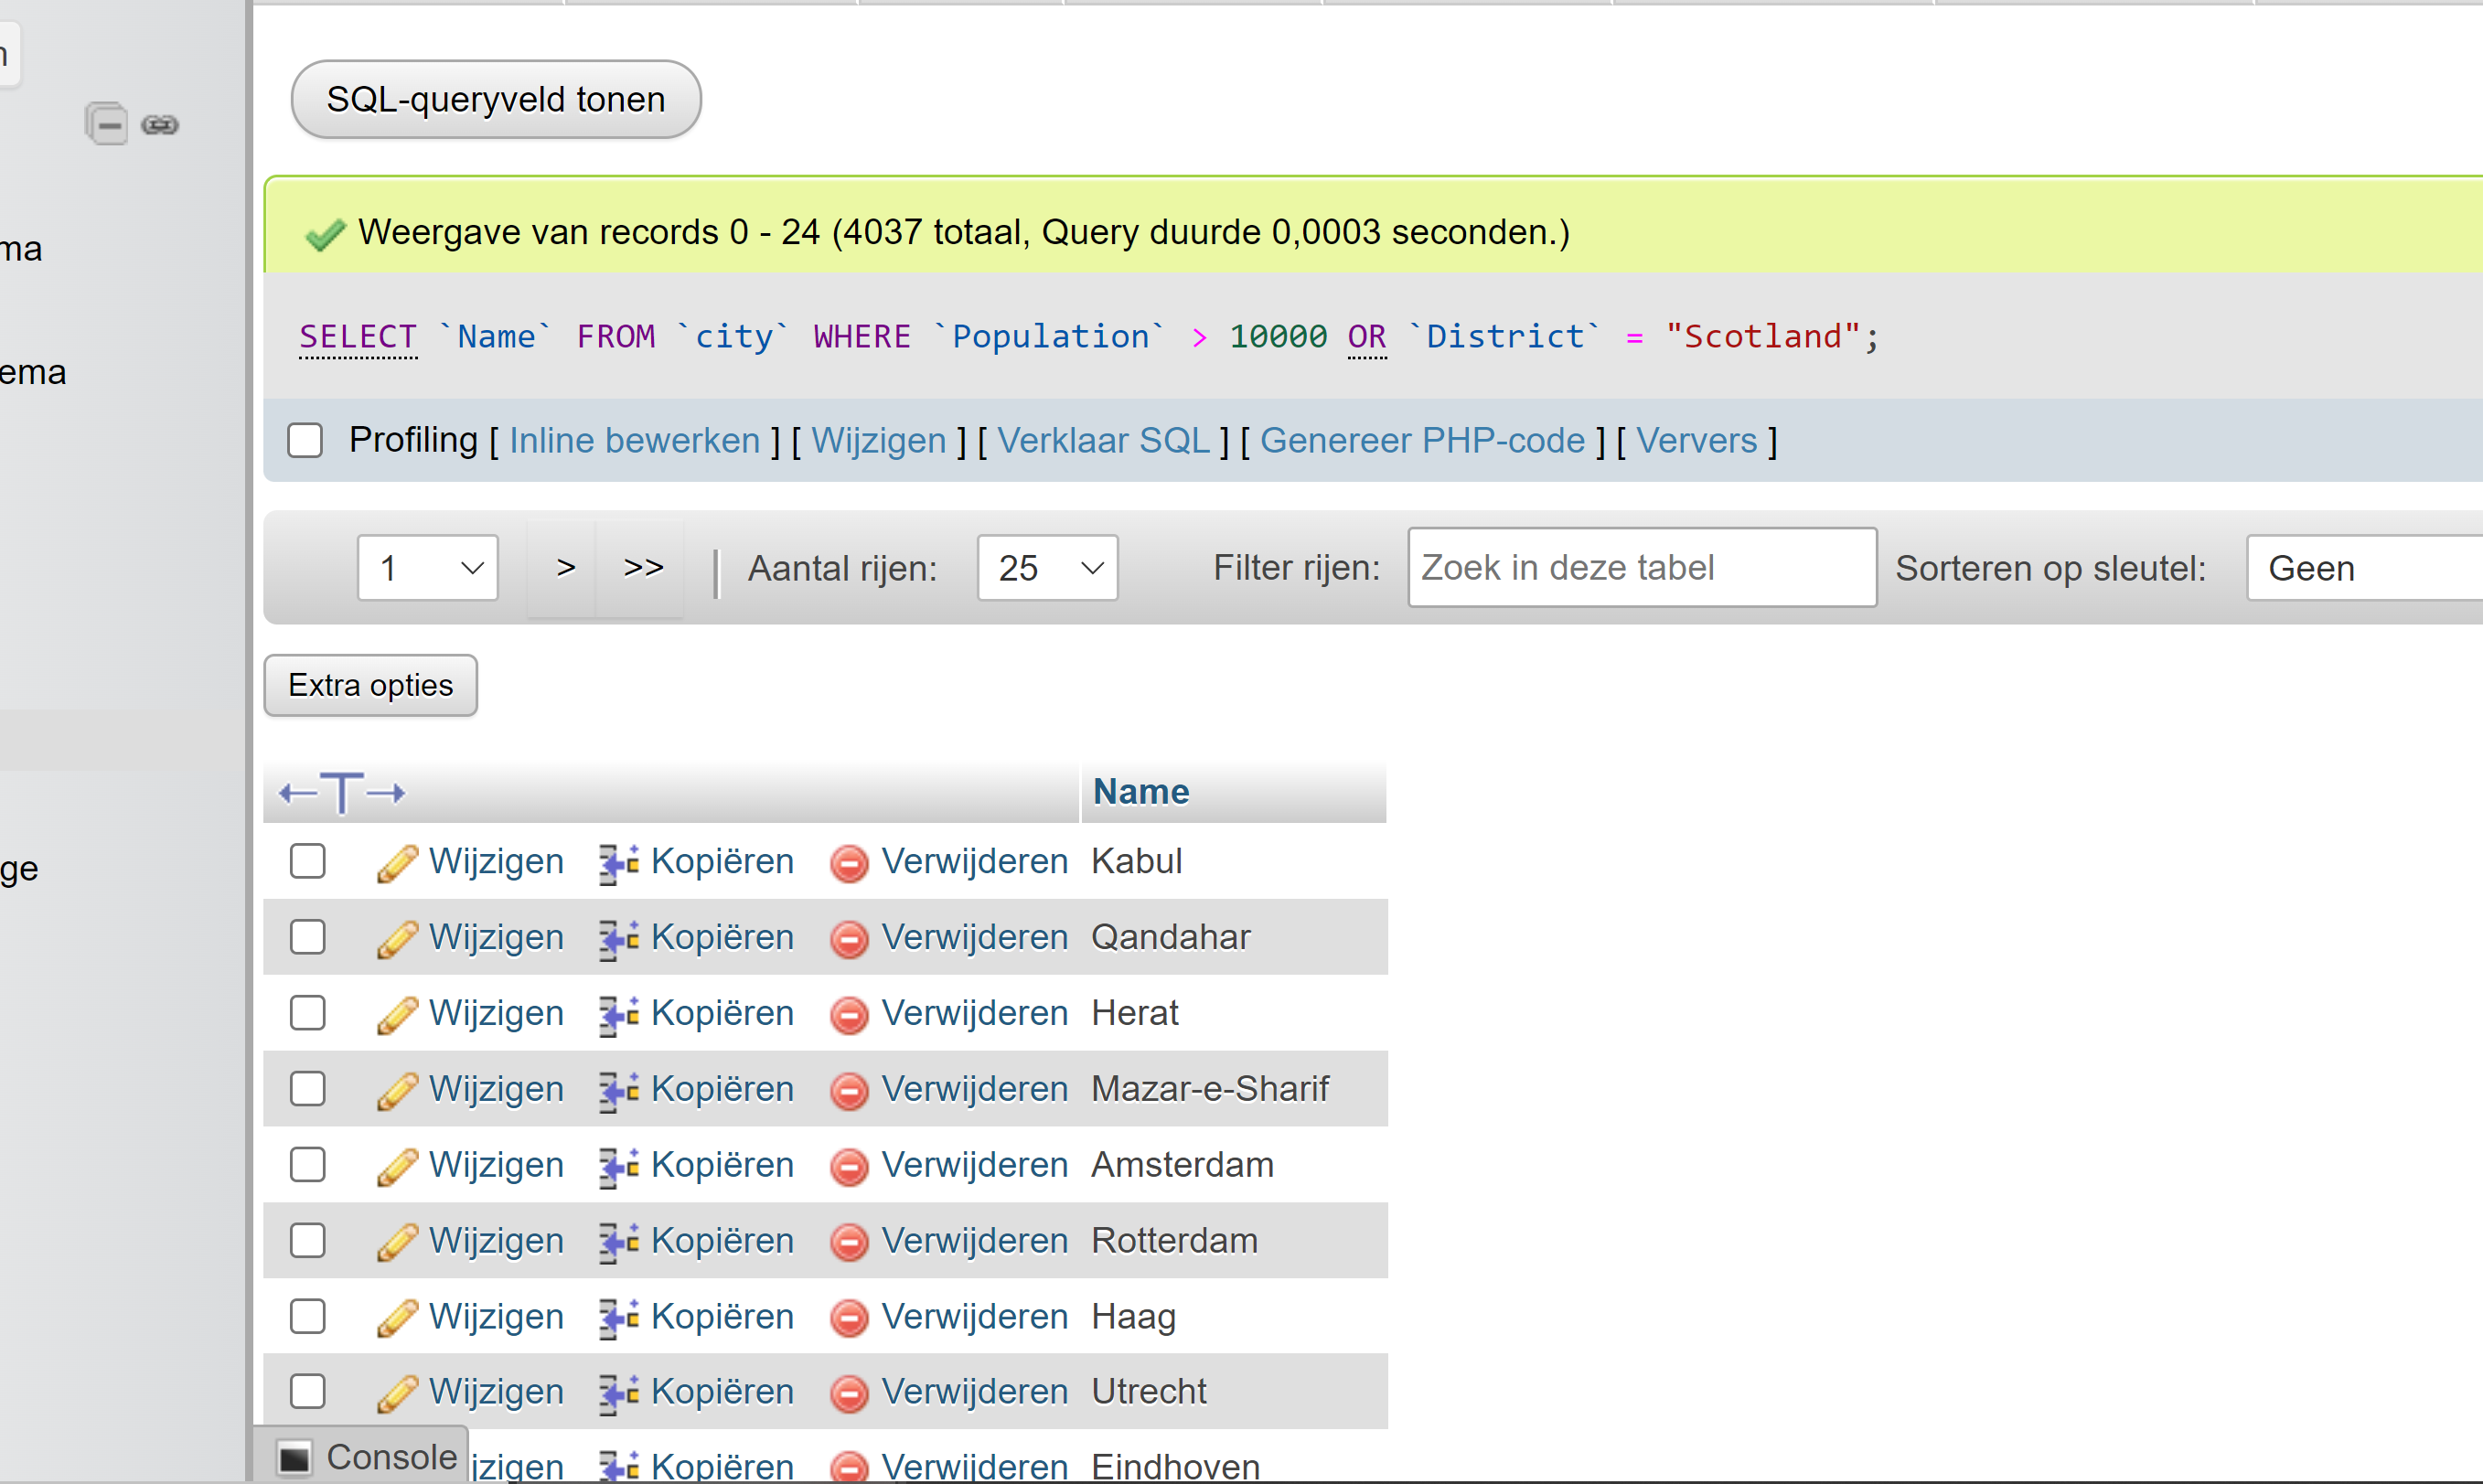 n
SQL-queryveld tonen
ma
ema
ge
Weergave van records 0 - 24 (4037 totaal, Query duurde 0,0003 seconden.)
SELECT `Name` FROM `city` WHERE `Population` > 10000 OR `District` = "Scotland";
Profiling [ Inline bewerken ] [ Wijzigen ] [ Verklaar SQL ] [ Genereer PHP-code ] [ Ververs ]
1 > >> | Aantal rijen: 25 Filter rijen: Zoek in deze tabel Sorteren op sleutel: Geen
Extra opties
←T→ Name
Wijzigen Kopiëren Verwijderen Kabul
Wijzigen Kopiëren Verwijderen Qandahar
Wijzigen Kopiëren Verwijderen Herat
Wijzigen Kopiëren Verwijderen Mazar-e-Sharif
Wijzigen Kopiëren Verwijderen Amsterdam
Wijzigen Kopiëren Verwijderen Rotterdam
Wijzigen Kopiëren Verwijderen Haag
Wijzigen Kopiëren Verwijderen Utrecht
jzigen Kopiëren Verwijderen Eindhoven
Console